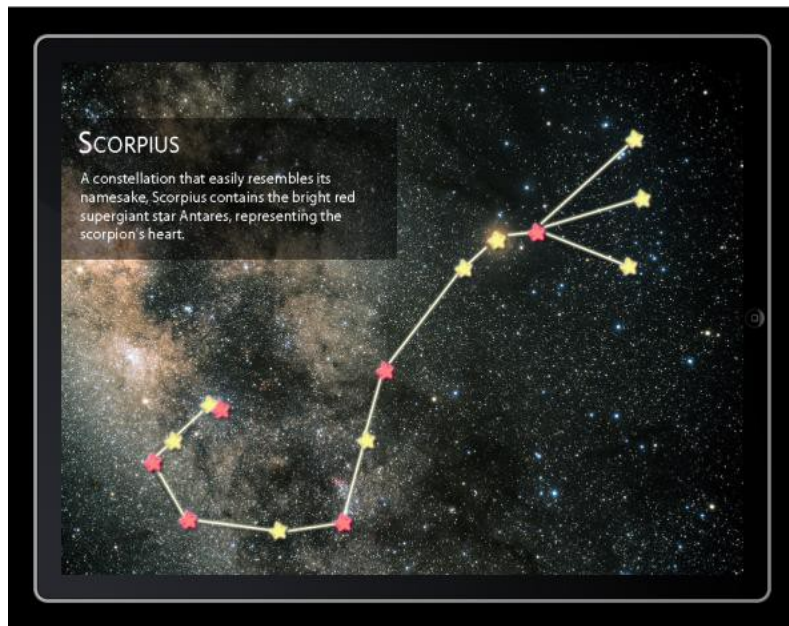 SCORPIUS
A constellation that easily resembles its
namesake, Scorpius contains the bright red
supergiant star Antares, representing the
scorpion's heart.